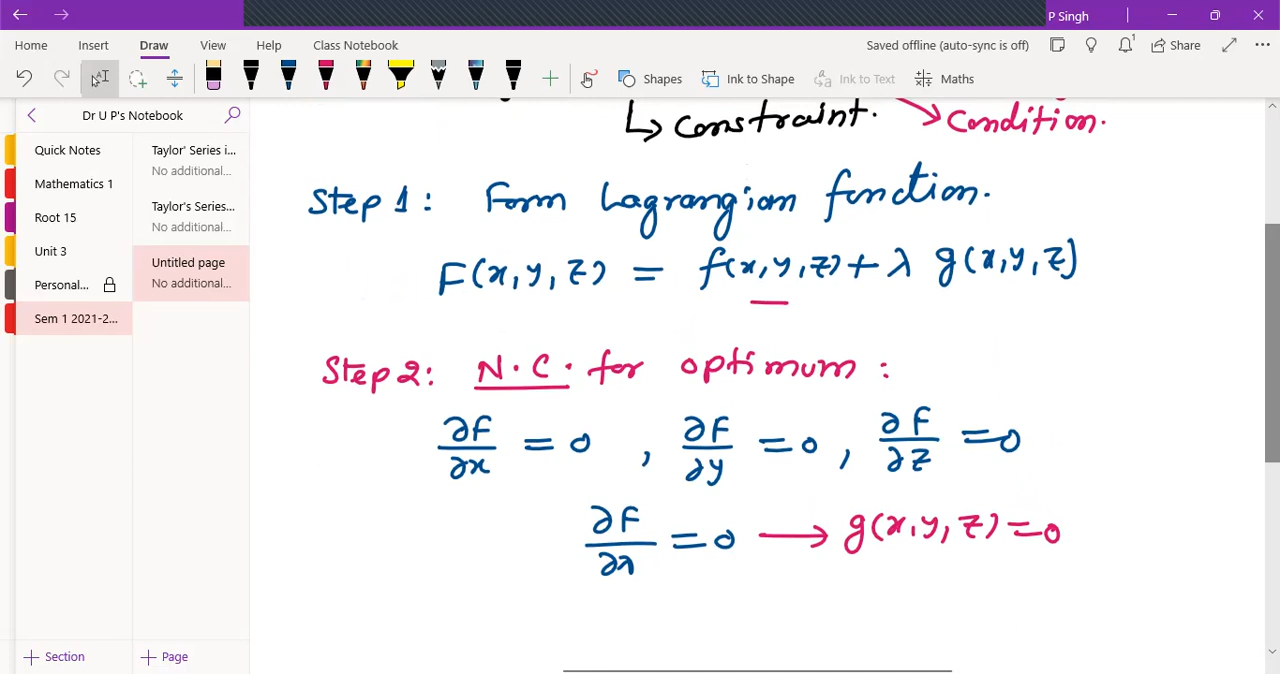 P Singh
Home Insert Draw View Help Class Notebook Saved offline (auto-sync is off) Share
Shapes Ink to Shape Ink to Text Maths
Dr U P's Notebook
Quick Notes
Mathematics 1
Root 15
Unit 3
Personal...
Sem 1 2021-2...
Taylor' Series i...
No additional...
Taylor's Series...
No additional...
Untitled page
No additional...
Section
Page
↳ Constraint. ↘ Condition.
Step 1: Form Lagrangian function.
F(x, y, z) = f(x, y, z) + λ g(x, y, z)
Step 2: N.C. for optimum:
∂F/∂x = 0, ∂F/∂y = 0, ∂F/∂z = 0
∂F/∂λ = 0 ⟶ g(x, y, z) = 0